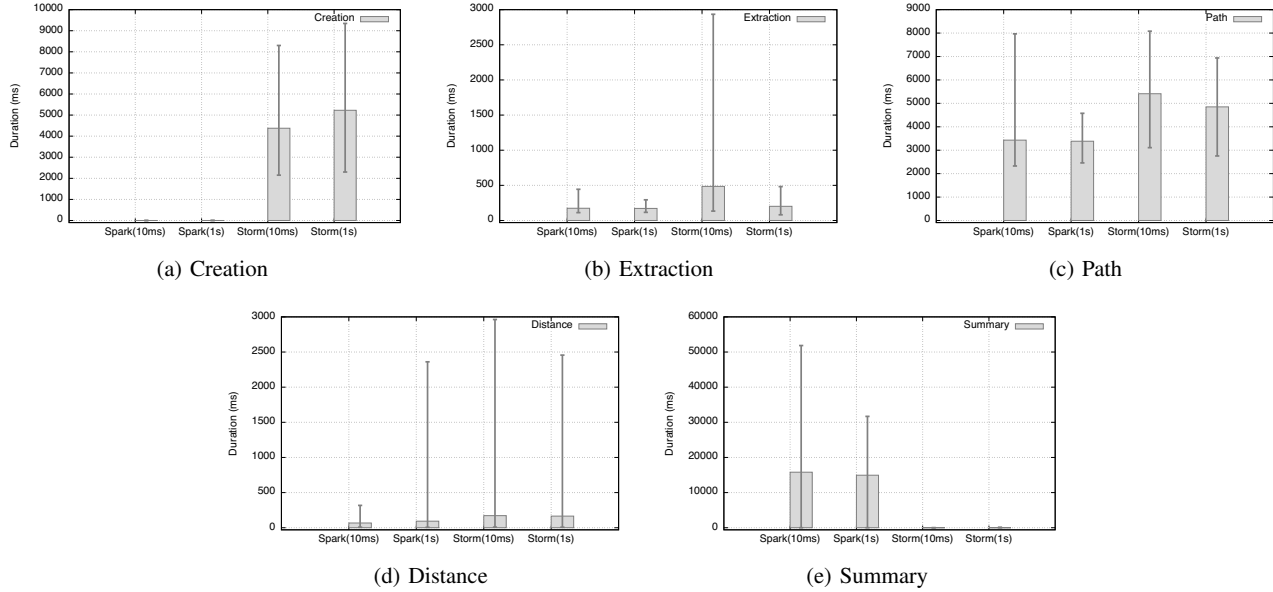 Creation
Duration (ms)
10000
9000
8000
7000
6000
5000
4000
3000
2000
1000
0
Spark(10ms) Spark(1s) Storm(10ms) Storm(1s)
(a) Creation
Extraction
Duration (ms)
3000
2500
2000
1500
1000
500
0
Spark(10ms) Spark(1s) Storm(10ms) Storm(1s)
(b) Extraction
Path
Duration (ms)
9000
8000
7000
6000
5000
4000
3000
2000
1000
0
Spark(10ms) Spark(1s) Storm(10ms) Storm(1s)
(c) Path
Distance
Duration (ms)
3000
2500
2000
1500
1000
500
0
Spark(10ms) Spark(1s) Storm(10ms) Storm(1s)
(d) Distance
Summary
Duration (ms)
60000
50000
40000
30000
20000
10000
0
Spark(10ms) Spark(1s) Storm(10ms) Storm(1s)
(e) Summary